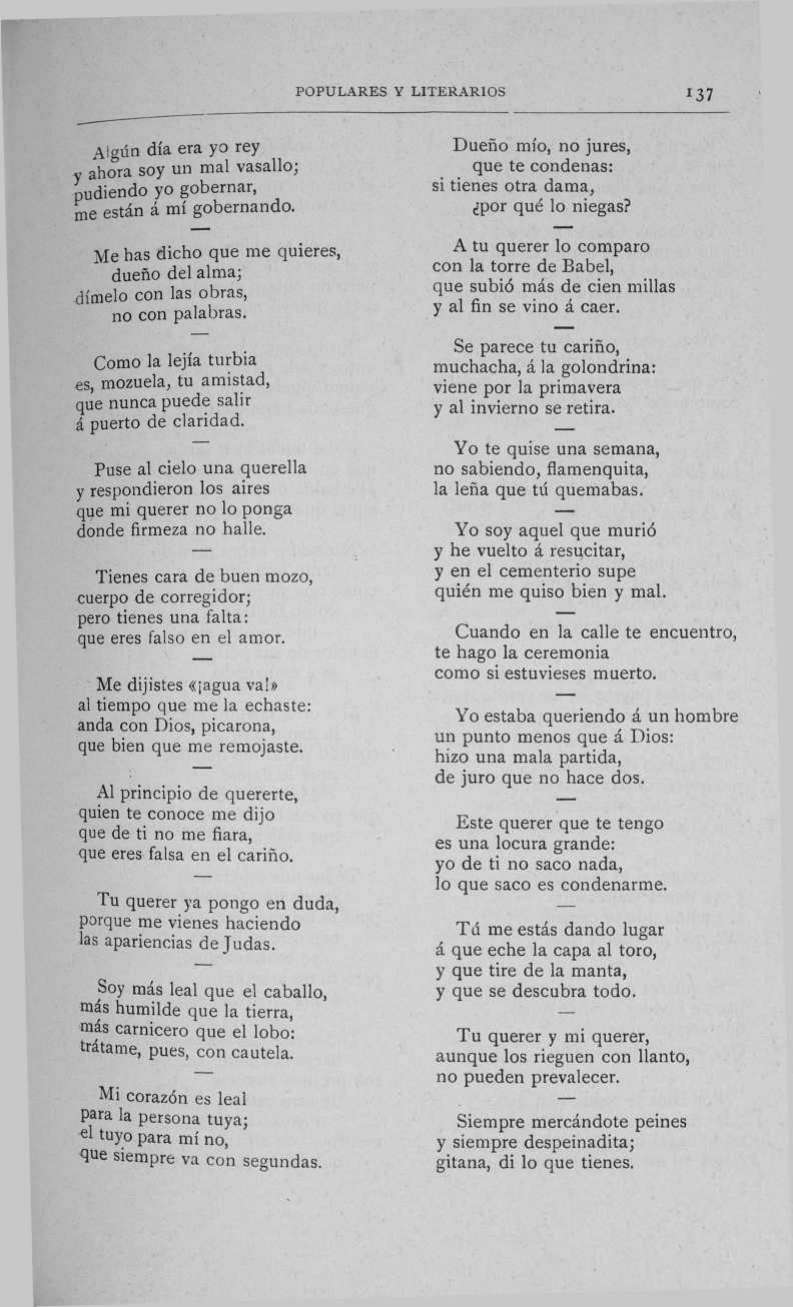 POPULARES Y LITERARIOS 137
Algún día era yo rey
y ahora soy un mal vasallo;
pudiendo yo gobernar,
me están á mí gobernando.
—
Me has dicho que me quieres,
dueño del alma;
dímelo con las obras,
no con palabras.
—
Como la lejía turbia
es, mozuela, tu amistad,
que nunca puede salir
á puerto de claridad.
—
Puse al cielo una querella
y respondieron los aires
que mi querer no lo ponga
donde firmeza no halle.
—
Tienes cara de buen mozo,
cuerpo de corregidor;
pero tienes una falta:
que eres falso en el amor.
—
Me dijistes «¡agua va!»
al tiempo que me la echaste:
anda con Dios, picarona,
que bien que me remojaste.
—
Al principio de quererte,
quien te conoce me dijo
que de ti no me fiara,
que eres falsa en el cariño.
—
Tu querer ya pongo en duda,
porque me vienes haciendo
las apariencias de Judas.
—
Soy más leal que el caballo,
más humilde que la tierra,
más carnicero que el lobo:
trátame, pues, con cautela.
—
Mi corazón es leal
para la persona tuya;
el tuyo para mí no,
que siempre va con segundas.
Dueño mío, no jures,
que te condenas:
si tienes otra dama,
¿por qué lo niegas?
—
A tu querer lo comparo
con la torre de Babel,
que subió más de cien millas
y al fin se vino á caer.
—
Se parece tu cariño,
muchacha, á la golondrina:
viene por la primavera
y al invierno se retira.
—
Yo te quise una semana,
no sabiendo, flamenquita,
la leña que tú quemabas.
—
Yo soy aquel que murió
y he vuelto á resucitar,
y en el cementerio supe
quién me quiso bien y mal.
—
Cuando en la calle te encuentro,
te hago la ceremonia
como si estuvieses muerto.
—
Yo estaba queriendo á un hombre
un punto menos que á Dios:
hizo una mala partida,
de juro que no hace dos.
—
Este querer que te tengo
es una locura grande:
yo de ti no saco nada,
lo que saco es condenarme.
—
Tú me estás dando lugar
á que eche la capa al toro,
y que tire de la manta,
y que se descubra todo.
—
Tu querer y mi querer,
aunque los rieguen con llanto,
no pueden prevalecer.
—
Siempre mercándote peines
y siempre despeinadita;
gitana, di lo que tienes.